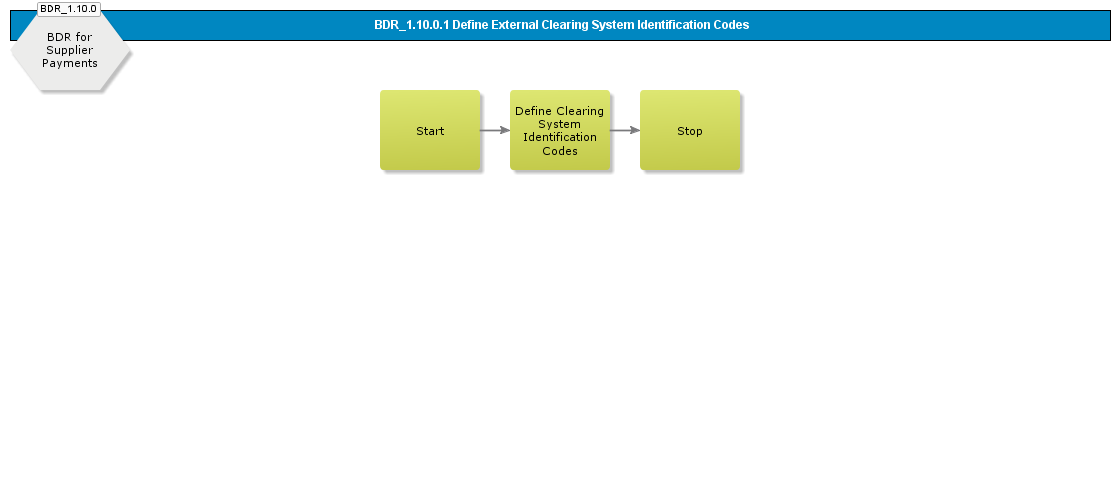 BDR_1.10.0
BDR_1.10.0.1 Define External Clearing System Identification Codes
BDR for
Supplier
Payments
Start
Define Clearing
System
Identification
Codes
Stop